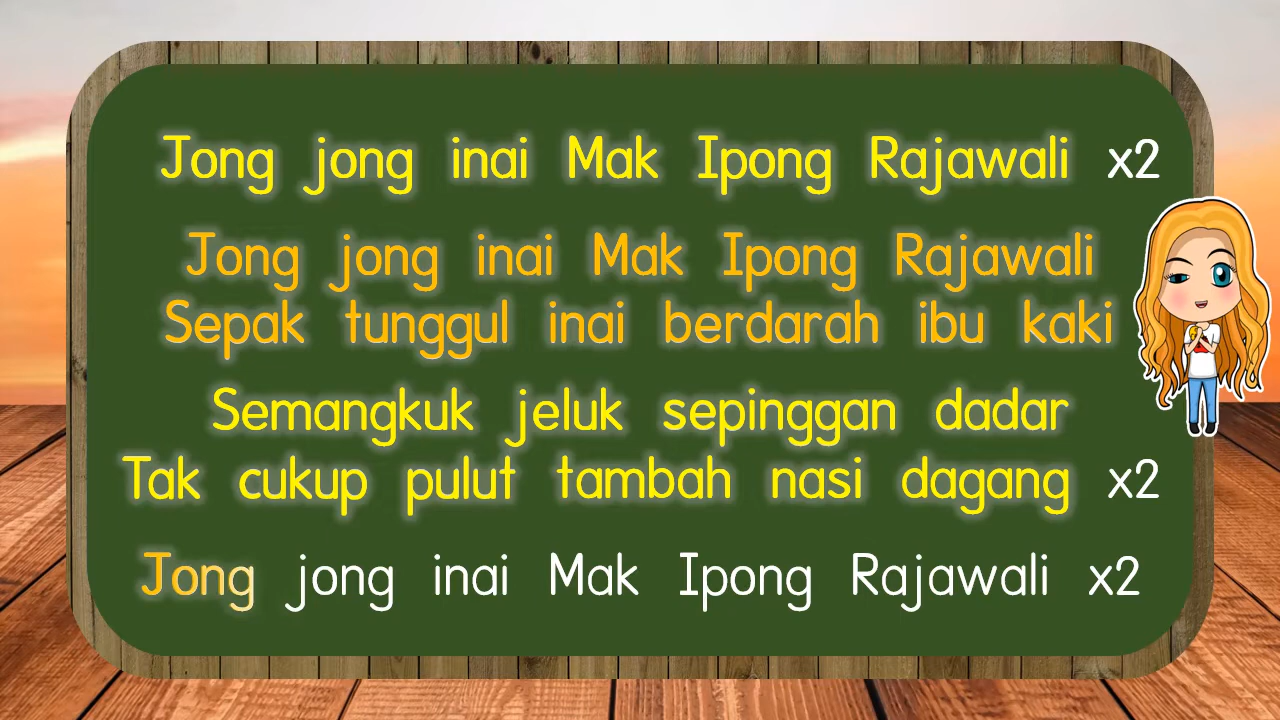 Jong jong inai Mak Ipong Rajawali x2
Jong jong inai Mak Ipong Rajawali
Sepak tunggul inai berdarah ibu kaki
Semangkuk jeluk sepinggan dadar
Tak cukup pulut tambah nasi dagang x2
Jong jong inai Mak Ipong Rajawali x2